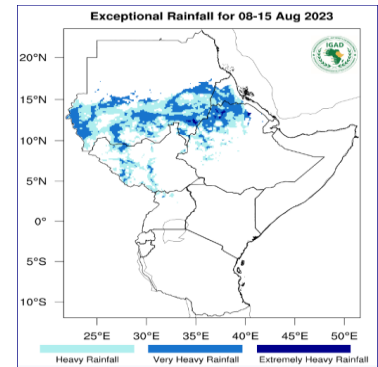 Exceptional Rainfall for 08-15 Aug 2023
IGAD
20°N
15°N
10°N
5°N
0°
5°S
10°S
25°E 30°E 35°E 40°E 45°E 50°E
Heavy Rainfall Very Heavy Rainfall Extremely Heavy Rainfall